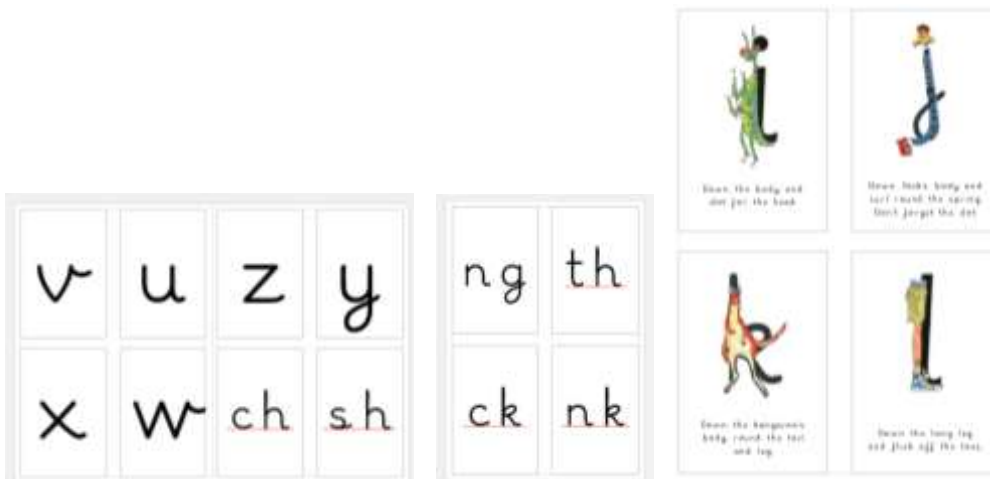 v u z y
x w ch sh
ng th
ck nk
Down the body and
dot for the head
Down
body and
curl round the spring
Don't forget the dot
Down the kangaroo's
body, round the tail
and leg
Down the long leg
and flick off the toes